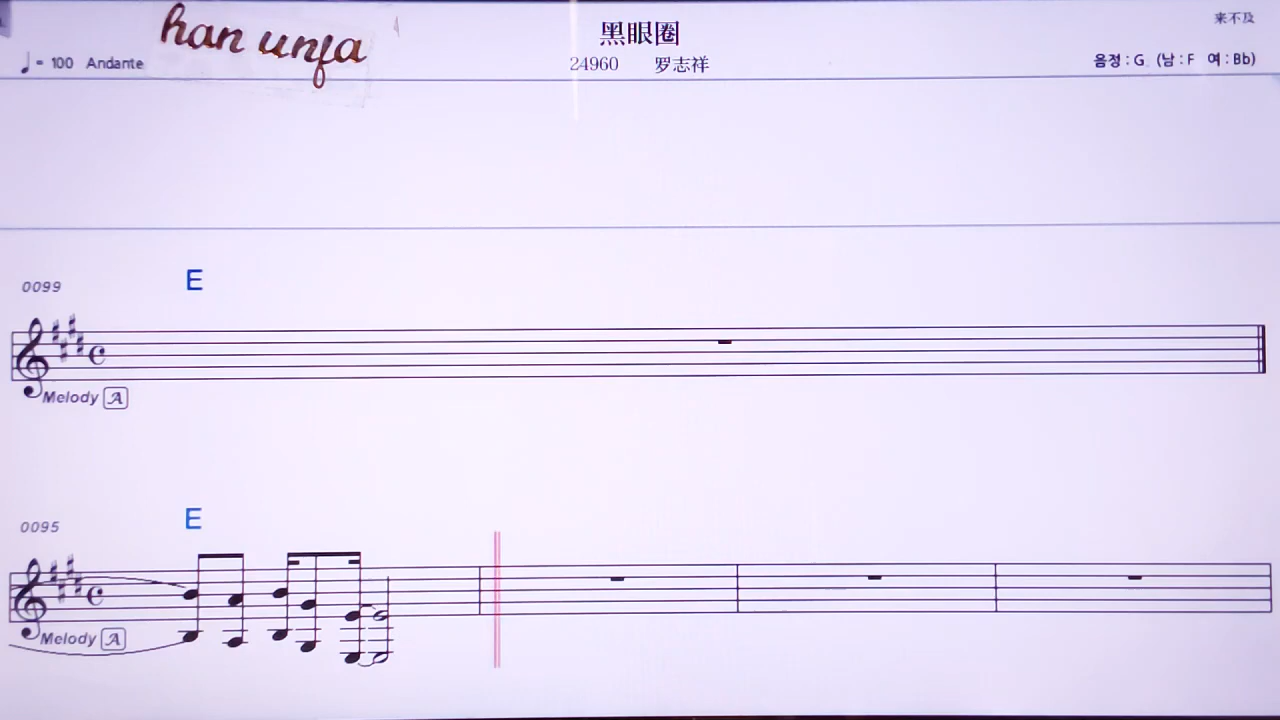 han unfa
黑眼圈
来不及
♩ = 100 Andante
24960 罗志祥
음정 : G (남 : F 여 : Bb)
0099
E
Melody A
0095
E
Melody A